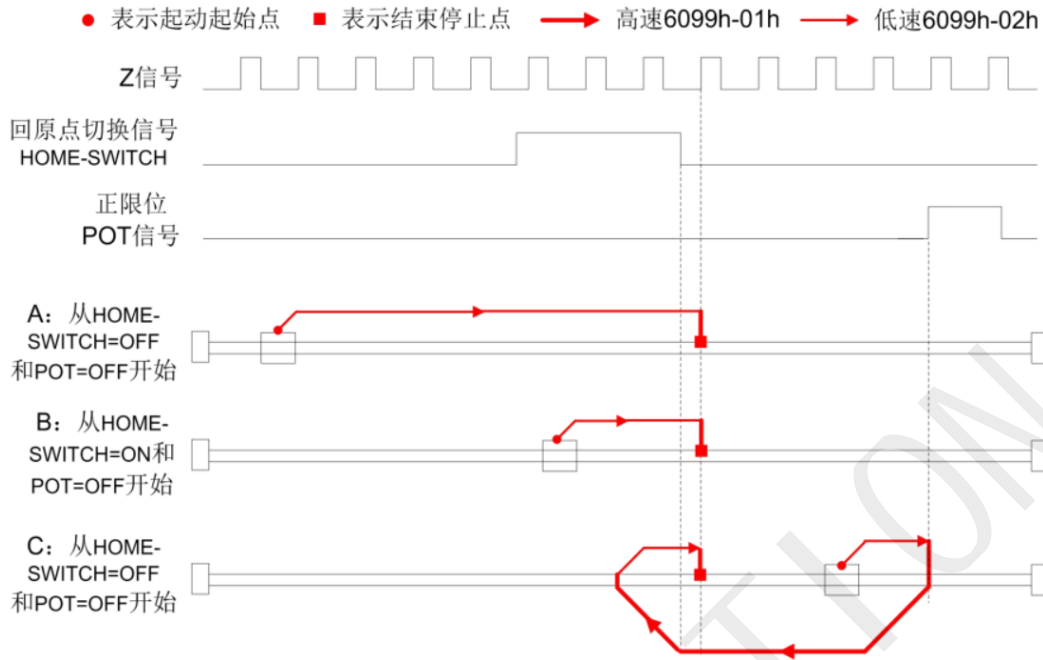 表示起动起始点 表示结束停止点 高速6099h-01h 低速6099h-02h
Z信号
回原点切换信号
HOME-SWITCH
正限位
POT信号
A：从HOME-
SWITCH=OFF
和POT=OFF开始
B：从HOME-
SWITCH=ON和
POT=OFF开始
C：从HOME-
SWITCH=OFF
和POT=OFF开始
TION